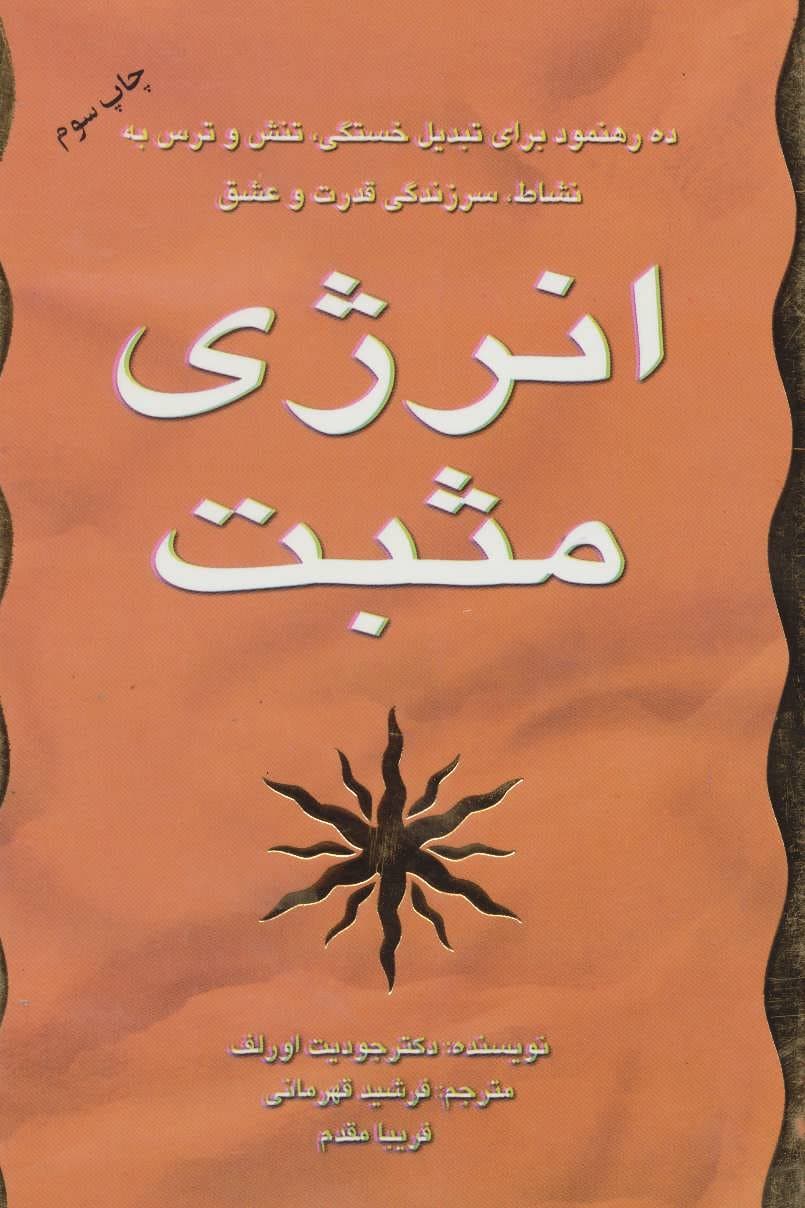 چاپ سوم
ده رهنمود برای تبدیل خستگی، تنش و ترس به
نشاط، سرزندگی قدرت و عشق
انرژی
مثبت
نویسنده: دکتر جودیت اورلف
مترجم: فرشید قهرمانی
فریبا مقدم